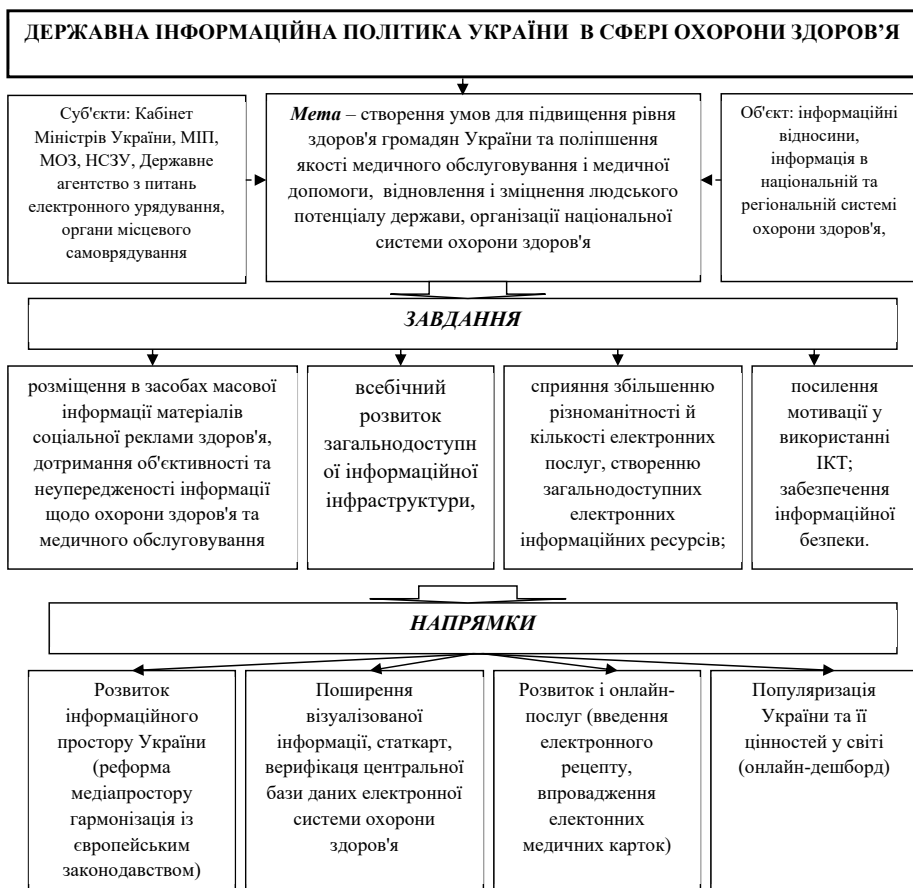 ДЕРЖАВНА ІНФОРМАЦІЙНА ПОЛІТИКА УКРАЇНИ В СФЕРІ ОХОРОНИ ЗДОРОВ’Я
Суб'єкти: Кабінет
Міністрів України, МІП,
МОЗ, НСЗУ, Державне
агентство з питань
електронного урядування,
органи місцевого
самоврядування
Мета – створення умов для підвищення рівня
здоров'я громадян України та поліпшення
якості медичного обслуговування і медичної
допомоги, відновлення і зміцнення людського
потенціалу держави, організації національної
системи охорони здоров'я
Об'єкт: інформаційні
відносини,
інформація в
національній та
регіональній системі
охорони здоров'я,
ЗАВДАННЯ
розміщення в засобах масової
інформації матеріалів
соціальної реклами здоров'я,
дотримання об'єктивності та
неупередженості інформації
щодо охорони здоров'я та
медичного обслуговування
всебічний
розвиток
загальнодоступн
ої інформаційної
інфраструктури,
сприяння збільшенню
різноманітності й
кількості електронних
послуг, створенню
загальнодоступних
електронних
інформаційних ресурсів;
посилення
мотивації у
використанні
ІКТ;
забезпечення
інформаційної
безпеки.
НАПРЯМКИ
Розвиток
інформаційного
простору України
(реформа
медіапростору
гармонізація із
європейським
законодавством)
Поширення
візуалізованої
інформації, статкарт,
верифікаця центральної
бази даних електронної
системи охорони
здоров'я
Розвиток і онлайн-
послуг (введення
електронного
рецепту,
впровадження
електонних
медичних карток)
Популяризація
України та її
цінностей у світі
(онлайн-дешборд)